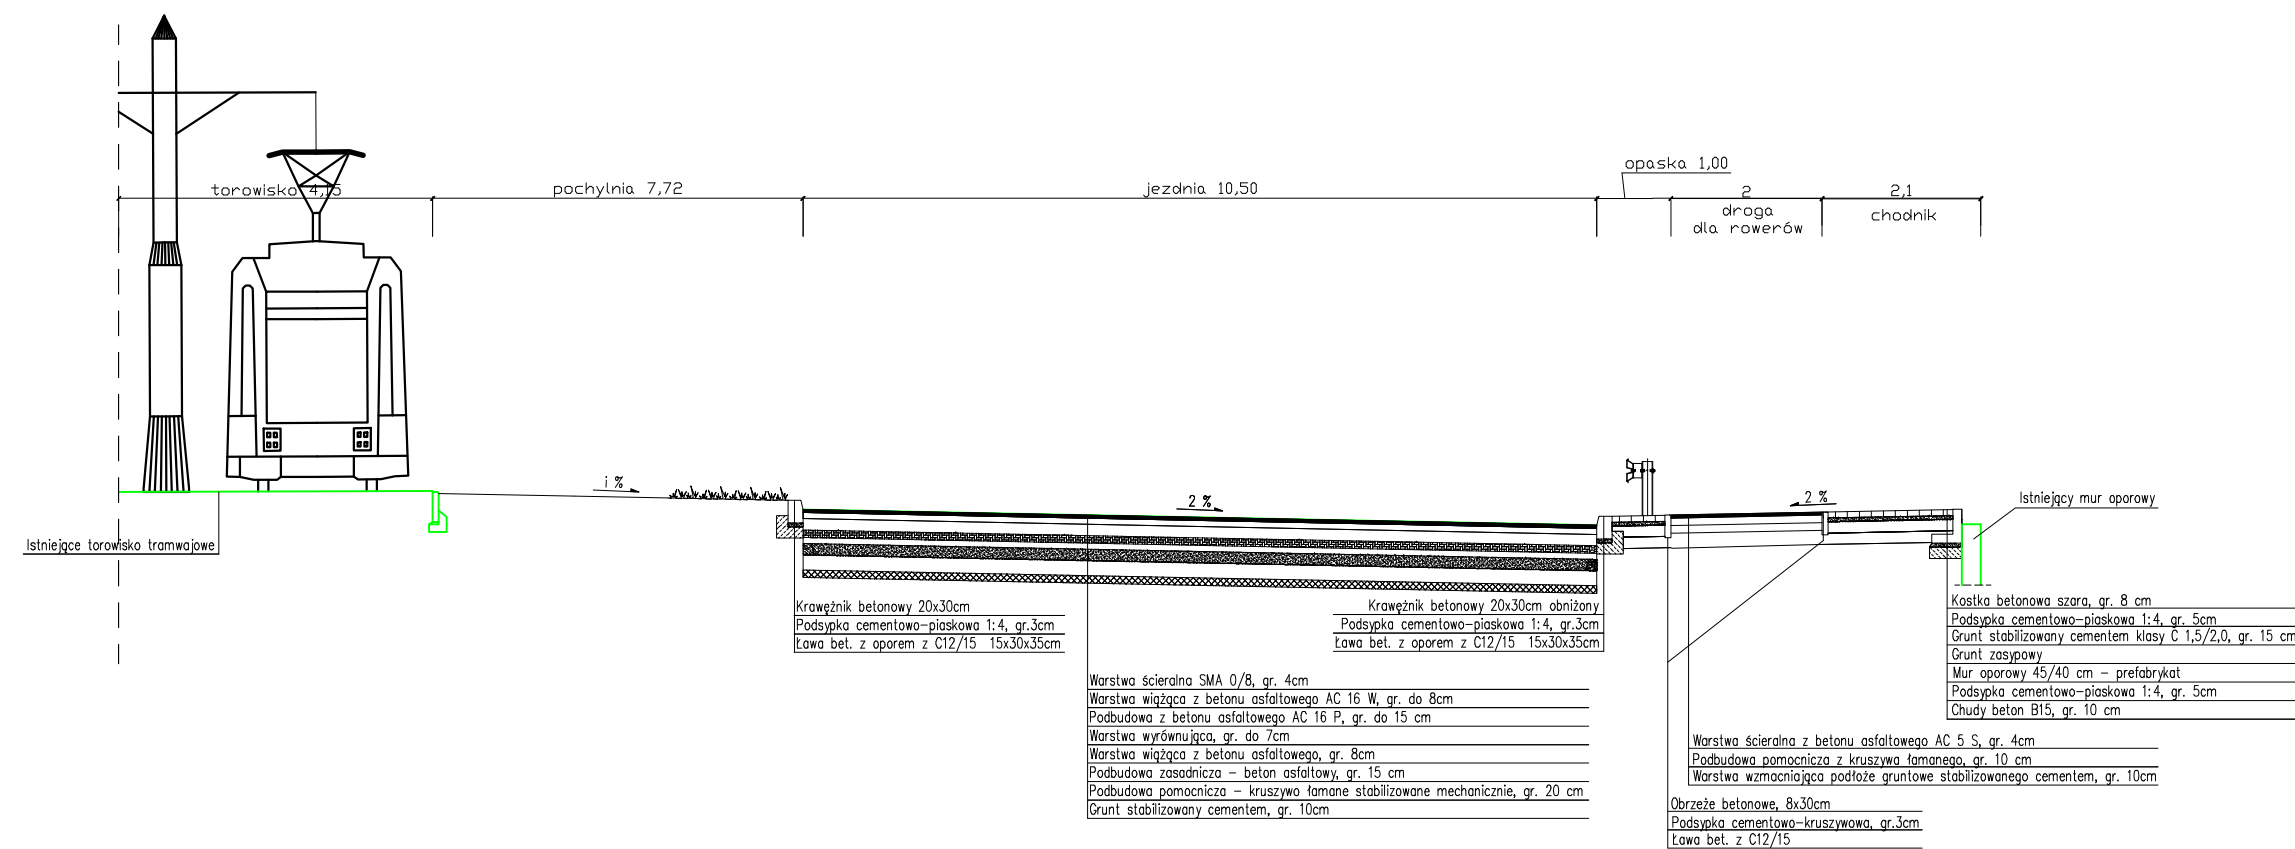 opaska 1,00
torowisko 4,15
pochylnia 7,72
jezdnia 10,50
2
droga
dla rowerów
2,1
chodnik
i %
2 %
2 %
Istniejący mur oporowy
Istniejące torowisko tramwajowe
Krawężnik betonowy 20x30cm
Podsypka cementowo-piaskowa 1:4, gr.3cm
Ława bet. z oporem z C12/15 15x30x35cm
Krawężnik betonowy 20x30cm obniżony
Podsypka cementowo-piaskowa 1:4, gr.3cm
Ława bet. z oporem z C12/15 15x30x35cm
Kostka betonowa szara, gr. 8 cm
Podsypka cementowo-piaskowa 1:4, gr. 5cm
Grunt stabilizowany cementem klasy C 1,5/2,0, gr. 15 cm
Grunt zasypowy
Mur oporowy 45/40 cm – prefabrykat
Podsypka cementowo-piaskowa 1:4, gr. 5cm
Chudy beton B15, gr. 10 cm
Warstwa ścieralna SMA 0/8, gr. 4cm
Warstwa wiążąca z betonu asfaltowego AC 16 W, gr. do 8cm
Podbudowa z betonu asfaltowego AC 16 P, gr. do 15 cm
Warstwa wyrównująca, gr. do 7cm
Warstwa wiążąca z betonu asfaltowego, gr. 8cm
Podbudowa zasadnicza – beton asfaltowy, gr. 15 cm
Podbudowa pomocnicza – kruszywo łamane stabilizowane mechanicznie, gr. 20 cm
Grunt stabilizowany cementem, gr. 10cm
Warstwa ścieralna z betonu asfaltowego AC 5 S, gr. 4cm
Podbudowa pomocnicza z kruszywa łamanego, gr. 10 cm
Warstwa wzmacniająca podłoże gruntowe stabilizowanego cementem, gr. 10cm
Obrzeże betonowe, 8x30cm
Podsypka cementowo-kruszywowa, gr.3cm
Ława bet. z C12/15